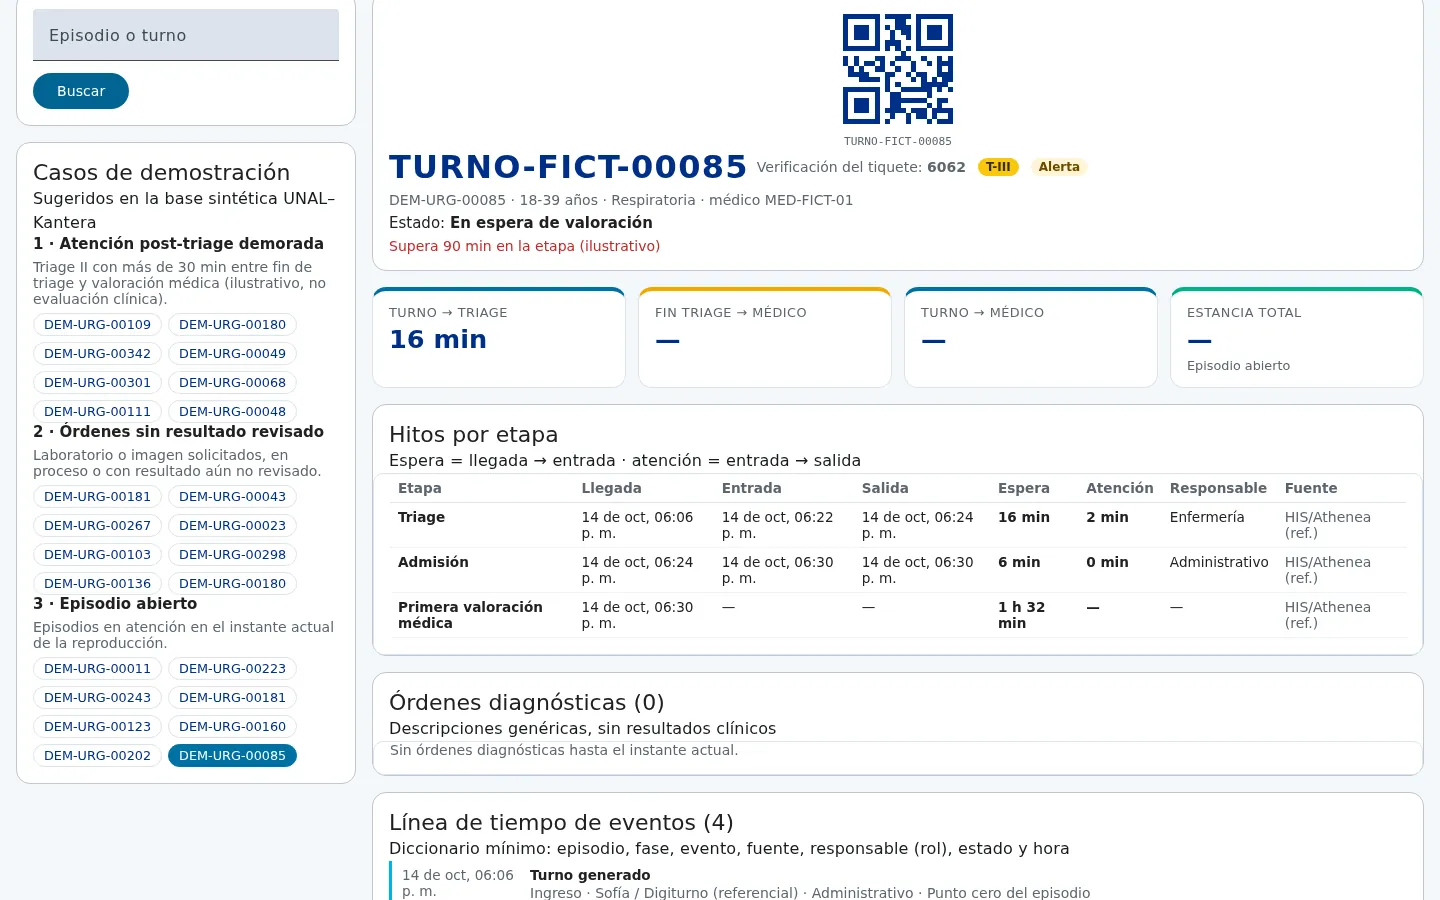 Episodio o turno
Buscar
Casos de demostración
Sugeridos en la base sintética UNAL–
Kantera
1 · Atención post-triage demorada
Triage II con más de 30 min entre fin de
triage y valoración médica (ilustrativo, no
evaluación clínica).
DEM-URG-00109 DEM-URG-00180
DEM-URG-00342 DEM-URG-00049
DEM-URG-00301 DEM-URG-00068
DEM-URG-00111 DEM-URG-00048
2 · Órdenes sin resultado revisado
Laboratorio o imagen solicitados, en
proceso o con resultado aún no revisado.
DEM-URG-00181 DEM-URG-00043
DEM-URG-00267 DEM-URG-00023
DEM-URG-00103 DEM-URG-00298
DEM-URG-00136 DEM-URG-00180
3 · Episodio abierto
Episodios en atención en el instante actual
de la reproducción.
DEM-URG-00011 DEM-URG-00223
DEM-URG-00243 DEM-URG-00181
DEM-URG-00123 DEM-URG-00160
DEM-URG-00202 DEM-URG-00085
TURNO-FICT-00085
TURNO-FICT-00085 Verificación del tiquete: 6062 T-III Alerta
DEM-URG-00085 · 18-39 años · Respiratoria · médico MED-FICT-01
Estado: En espera de valoración
Supera 90 min en la etapa (ilustrativo)
TURNO → TRIAGE
16 min
FIN TRIAGE → MÉDICO
—
TURNO → MÉDICO
—
ESTANCIA TOTAL
—
Episodio abierto
Hitos por etapa
Espera = llegada → entrada · atención = entrada → salida
Etapa Llegada Entrada Salida Espera Atención Responsable Fuente
Triage 14 de oct, 06:06 p. m. 14 de oct, 06:22 p. m. 14 de oct, 06:24 p. m. 16 min 2 min Enfermería HIS/Athenea (ref.)
Admisión 14 de oct, 06:24 p. m. 14 de oct, 06:30 p. m. 14 de oct, 06:30 p. m. 6 min 0 min Administrativo HIS/Athenea (ref.)
Primera valoración médica 14 de oct, 06:30 p. m. — — 1 h 32 min — — HIS/Athenea (ref.)
Órdenes diagnósticas (0)
Descripciones genéricas, sin resultados clínicos
Sin órdenes diagnósticas hasta el instante actual.
Línea de tiempo de eventos (4)
Diccionario mínimo: episodio, fase, evento, fuente, responsable (rol), estado y hora
14 de oct, 06:06 p. m. Turno generado
Ingreso · Sofía / Digiturno (referencial) · Administrativo · Punto cero del episodio